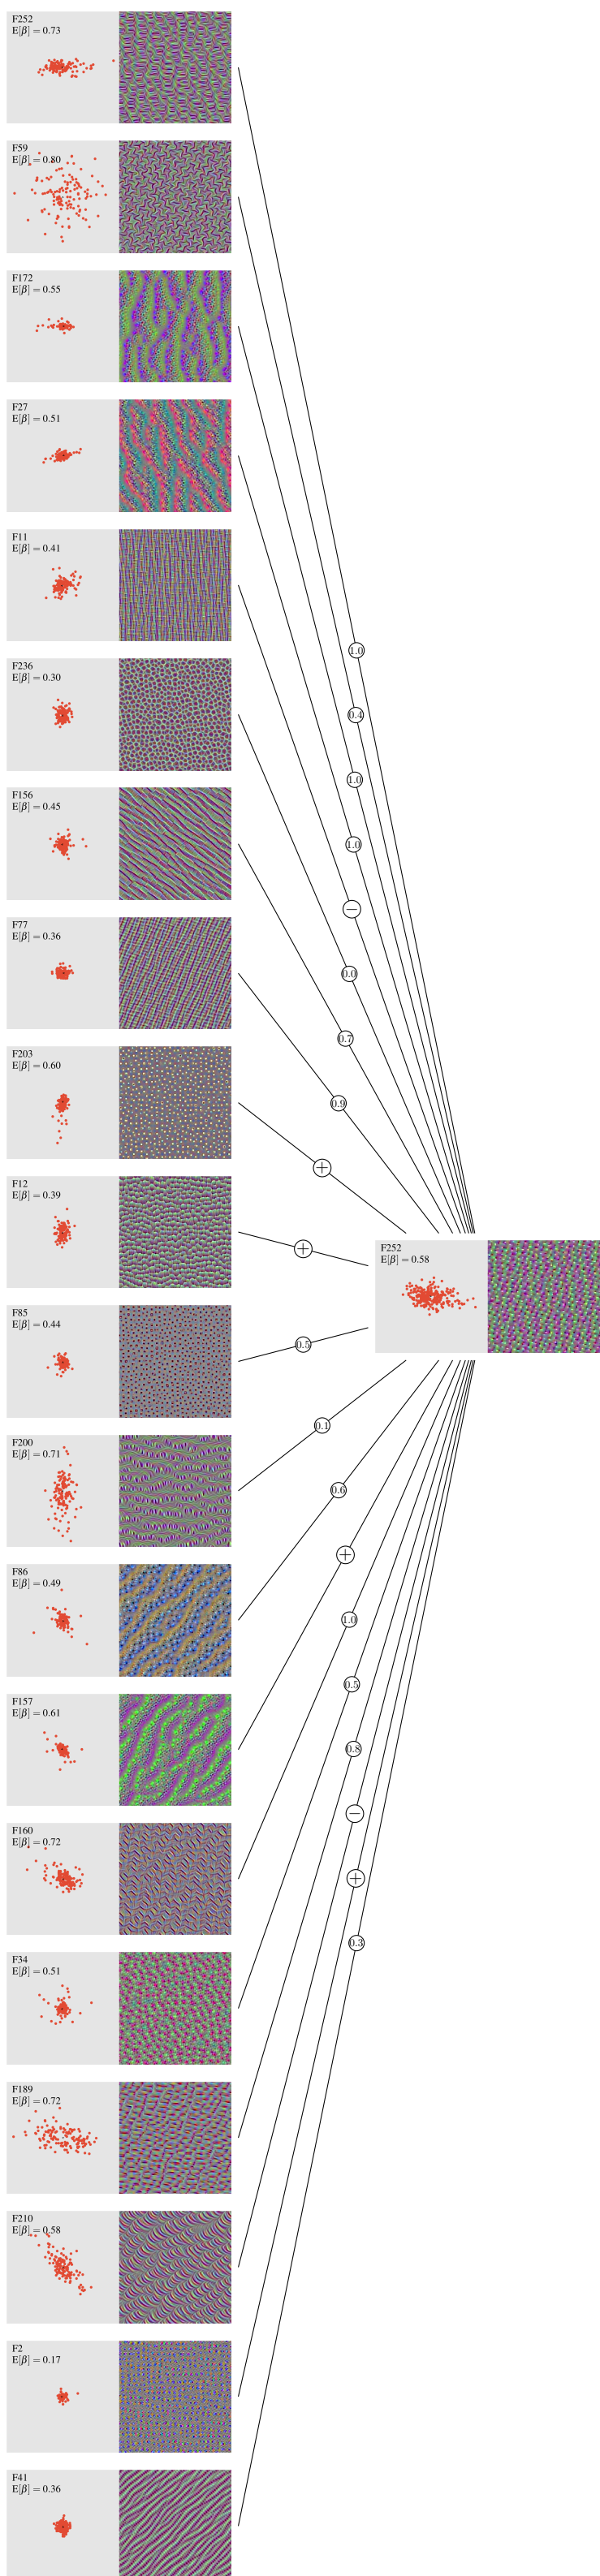 F252
E[β] = 0.73
F59
E[β] = 0.80
F172
E[β] = 0.55
F27
E[β] = 0.51
F11
E[β] = 0.41
F236
E[β] = 0.30
F156
E[β] = 0.45
F77
E[β] = 0.36
F203
E[β] = 0.60
F12
E[β] = 0.39
F85
E[β] = 0.44
F200
E[β] = 0.71
F86
E[β] = 0.49
F157
E[β] = 0.61
F160
E[β] = 0.72
F34
E[β] = 0.51
F189
E[β] = 0.72
F210
E[β] = 0.58
F2
E[β] = 0.17
F41
E[β] = 0.36
1.0
0.4
1.0
1.0
−
0.0
0.7
0.9
+
+
0.5
0.1
0.6
+
1.0
0.5
0.8
−
+
0.3
F252
E[β] = 0.58